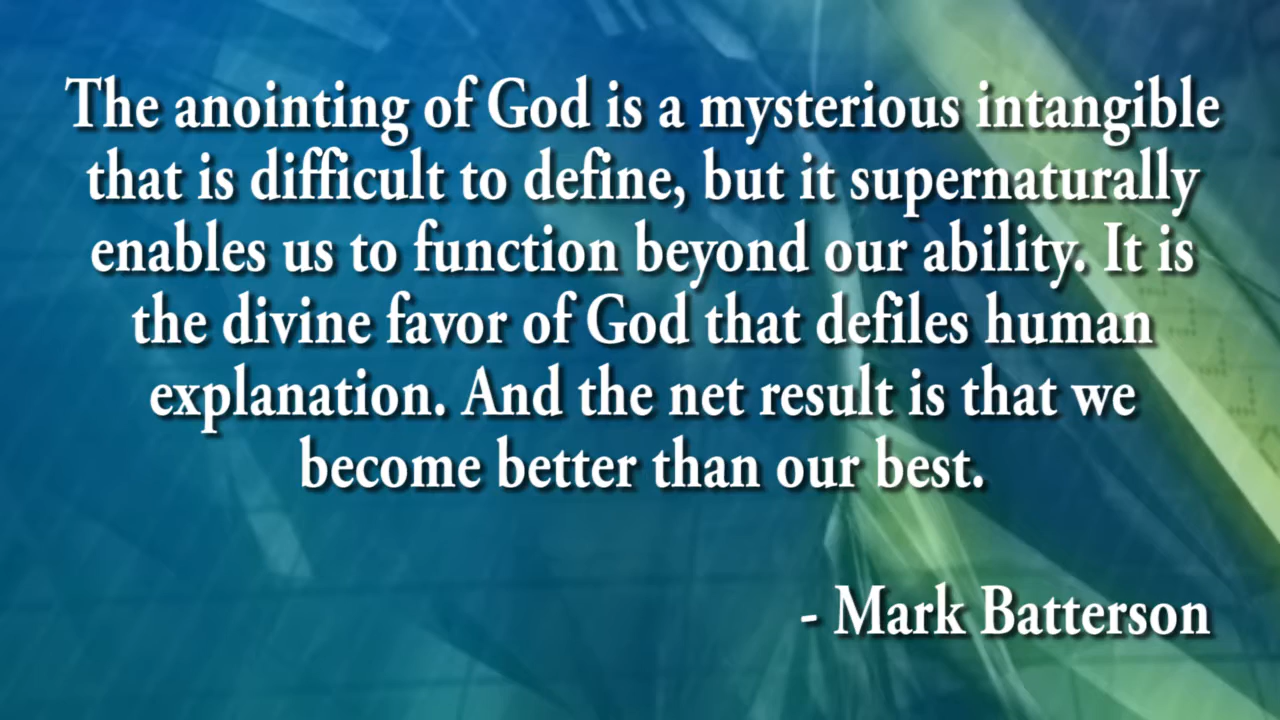 The anointing of God is a mysterious intangible
that is difficult to define, but it supernaturally
enables us to function beyond our ability. It is
the divine favor of God that defiles human
explanation. And the net result is that we
become better than our best.
- Mark Batterson